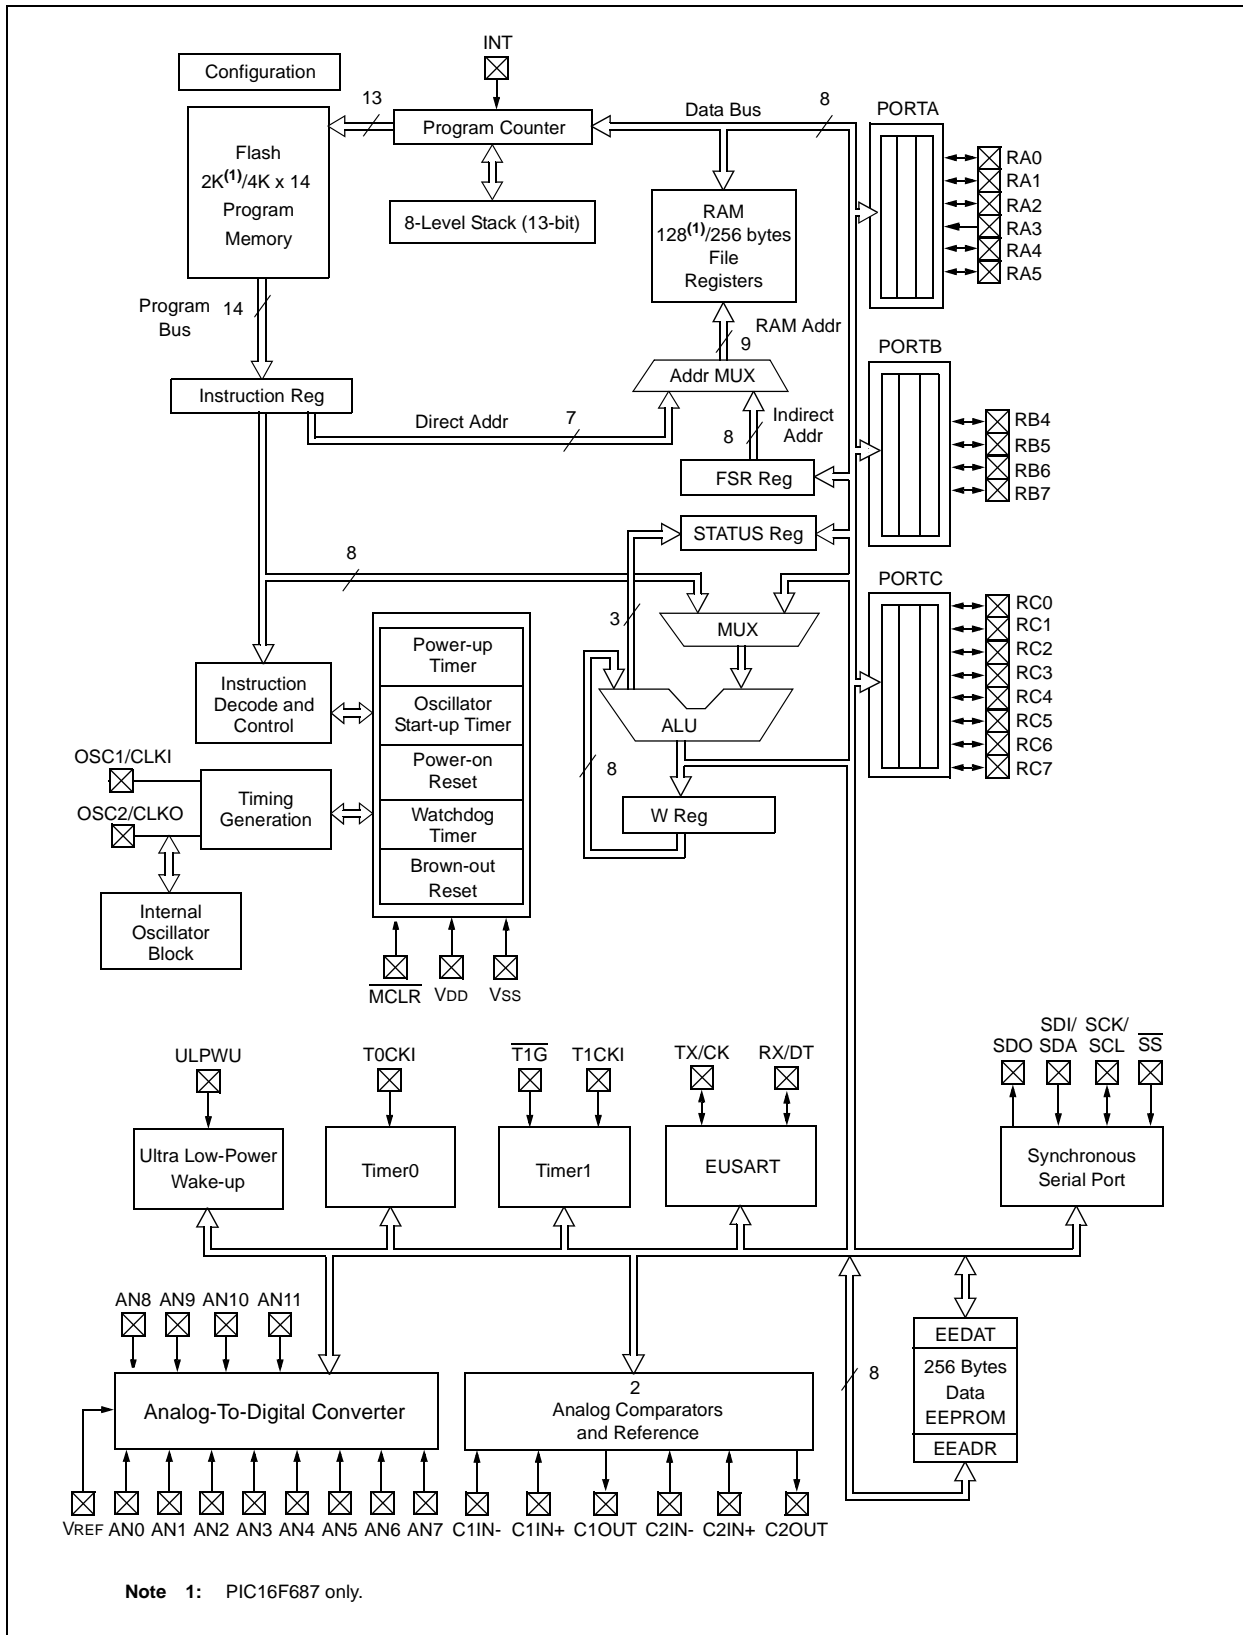 INT
Configuration
13
Data Bus
8
PORTA
Program Counter
Flash
2K(1)/4K x 14
Program
Memory
8-Level Stack (13-bit)
RAM
128(1)/256 bytes
File
Registers
RA0
RA1
RA2
RA3
RA4
RA5
Program
Bus
14
RAM Addr
9
PORTB
Addr MUX
Instruction Reg
Direct Addr
7
Indirect
Addr
8
FSR Reg
RB4
RB5
RB6
RB7
STATUS Reg
8
PORTC
3
MUX
RC0
RC1
RC2
RC3
RC4
RC5
RC6
RC7
Power-up
Timer
Oscillator
Start-up Timer
Power-on
Reset
Watchdog
Timer
Brown-out
Reset
Instruction
Decode and
Control
ALU
8
W Reg
OSC1/CLKI
OSC2/CLKO
Timing
Generation
Internal
Oscillator
Block
MCLR
VDD
VSS
ULPWU
T0CKI
T1G
T1CKI
TX/CK
RX/DT
SDO
SDI/
SDA
SCK/
SCL
SS
Ultra Low-Power
Wake-up
Timer0
Timer1
EUSART
Synchronous
Serial Port
AN8
AN9
AN10
AN11
EEDAT
256 Bytes
Data
EEPROM
EEADR
8
Analog-To-Digital Converter
2
Analog Comparators
and Reference
VREF
AN0
AN1
AN2
AN3
AN4
AN5
AN6
AN7
C1IN-
C1IN+
C1OUT
C2IN-
C2IN+
C2OUT
Note 1: PIC16F687 only.